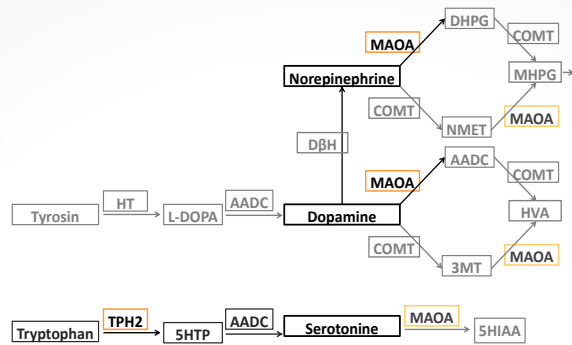 DHPG
COMT
MAOA
Norepinephrine
MHPG
COMT
NMET
MAOA
DβH
MAOA
AADC
COMT
HT
AADC
Tyrosin
L-DOPA
Dopamine
HVA
COMT
3MT
MAOA
TPH2
AADC
MAOA
Tryptophan
5HTP
Serotonine
5HIAA